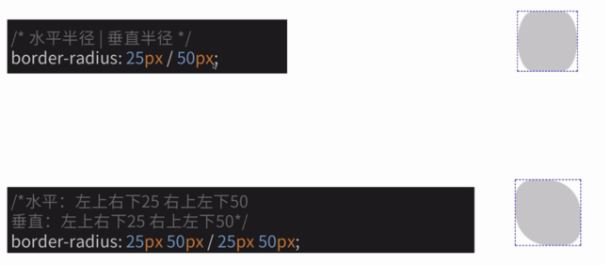 /* 水平半径 | 垂直半径 */
border-radius: 25px / 50px;
/*水平：左上右下25 右上左下50
垂直：左上右下25 右上左下50*/
border-radius: 25px 50px / 25px 50px;